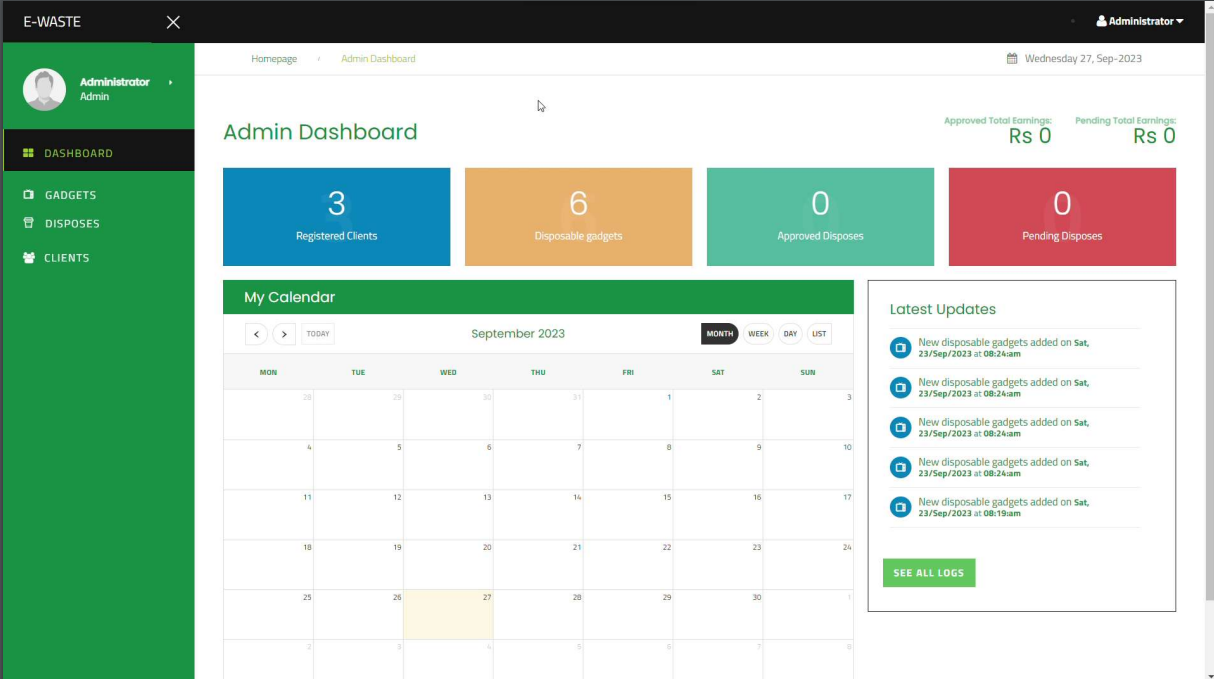 E-WASTE
Administrator
Administrator
Admin
Homepage / Admin Dashboard
Wednesday 27, Sep-2023
DASHBOARD
GADGETS
DISPOSES
CLIENTS
Admin Dashboard
Approved Total Earnings:
Rs 0
Pending Total Earnings:
Rs 0
3
Registered Clients
6
Disposable gadgets
0
Approved Disposes
0
Pending Disposes
My Calendar
TODAY
September 2023
MONTH WEEK DAY LIST
MON TUE WED THU FRI SAT SUN
28 29 30 31 1 2 3
4 5 6 7 8 9 10
11 12 13 14 15 16 17
18 19 20 21 22 23 24
25 26 27 28 29 30 1
2 3 4 5 6 7 8
Latest Updates
New disposable gadgets added on Sat,
23/Sep/2023 at 08:24:am
New disposable gadgets added on Sat,
23/Sep/2023 at 08:24:am
New disposable gadgets added on Sat,
23/Sep/2023 at 08:24:am
New disposable gadgets added on Sat,
23/Sep/2023 at 08:24:am
New disposable gadgets added on Sat,
23/Sep/2023 at 08:19:am
SEE ALL LOGS